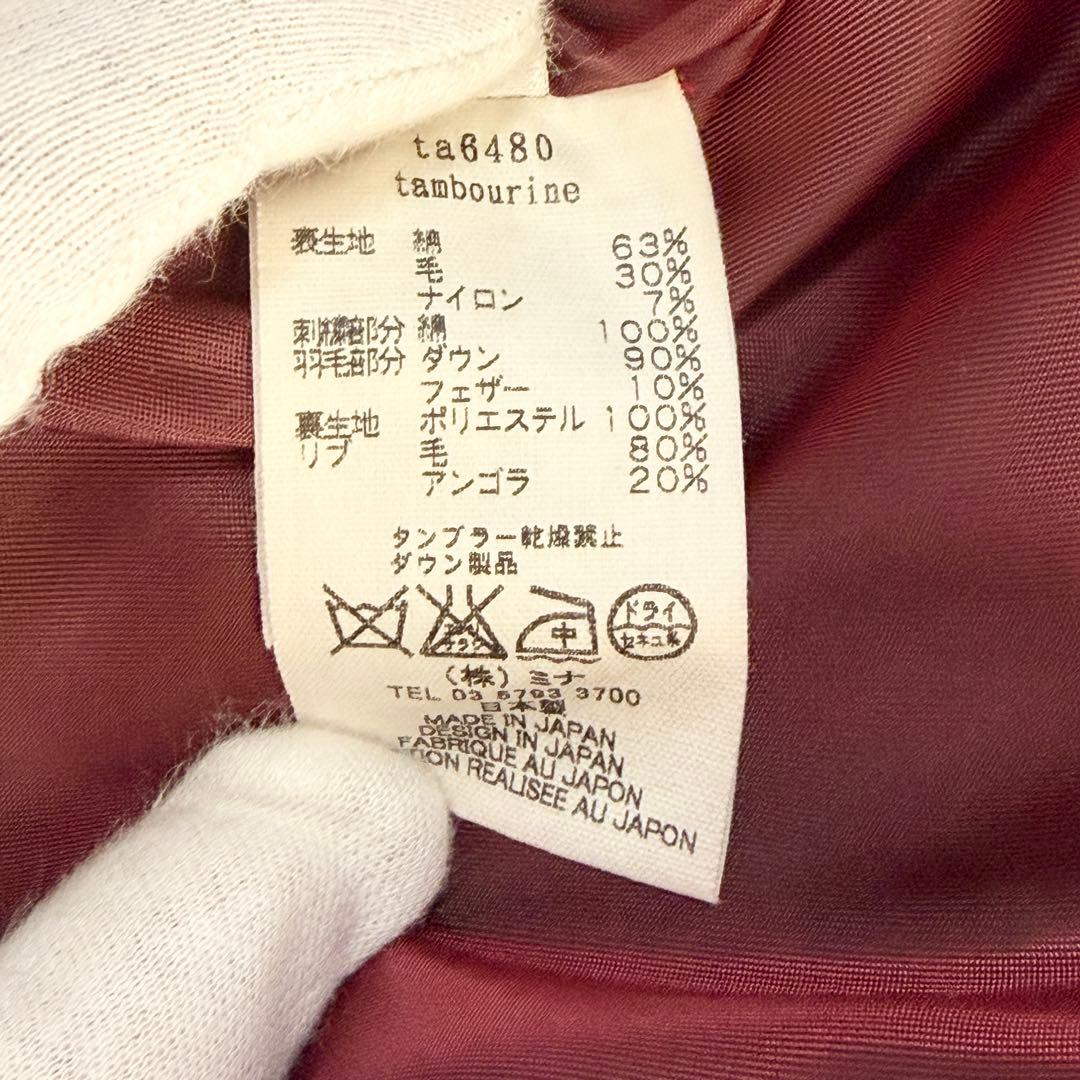 ta6480
tambourine
表生地 綿 63%
毛 30%
ナイロン 7%
刺繍部分 綿 100%
羽毛部分 ダウン 90%
フェザー 10%
裏生地 ポリエステル 100%
リブ 毛 80%
アンゴラ 20%
タンブラー乾燥禁止
ダウン製品
中 ドライ
セキユ系
(株)ミナ
TEL 03 5793 3700
日本製
MADE IN JAPAN
DESIGN IN JAPAN
FABRIQUE AU JAPON
REALISEE AU JAPON